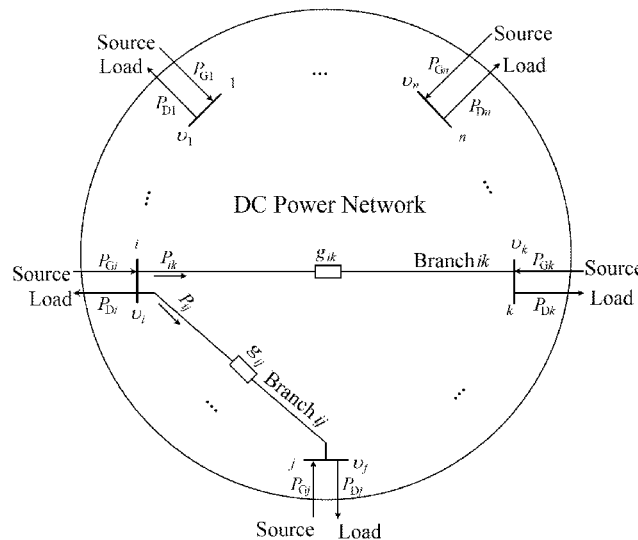 Source
Load
P_G1
P_D1
1
υ_1
...
Source
Load
P_Gn
υ_n
P_Dn
n
...
...
DC Power Network
i
P_Gi
P_ik
g_ik
Branch ik
υ_k
P_Gk
Source
Load
P_Di
υ_i
P_ij
k
P_Dk
Source
Load
g_ij
Branch ij
...
...
j
υ_j
P_Gj
P_Dj
Source
Load